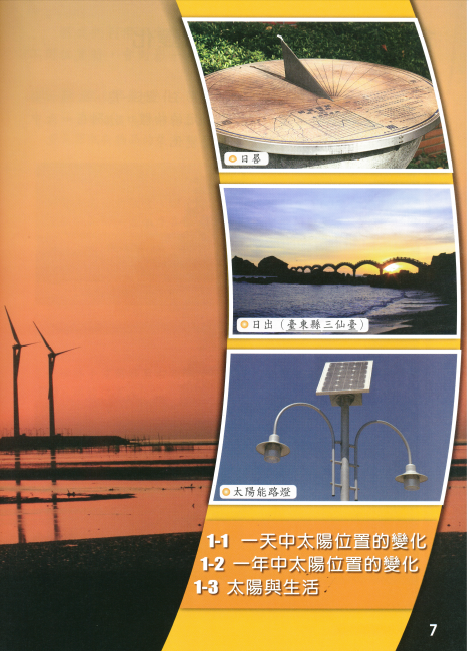 日晷
日出（臺東縣三仙臺）
太陽能路燈
1-1 一天中太陽位置的變化
1-2 一年中太陽位置的變化
1-3 太陽與生活
7